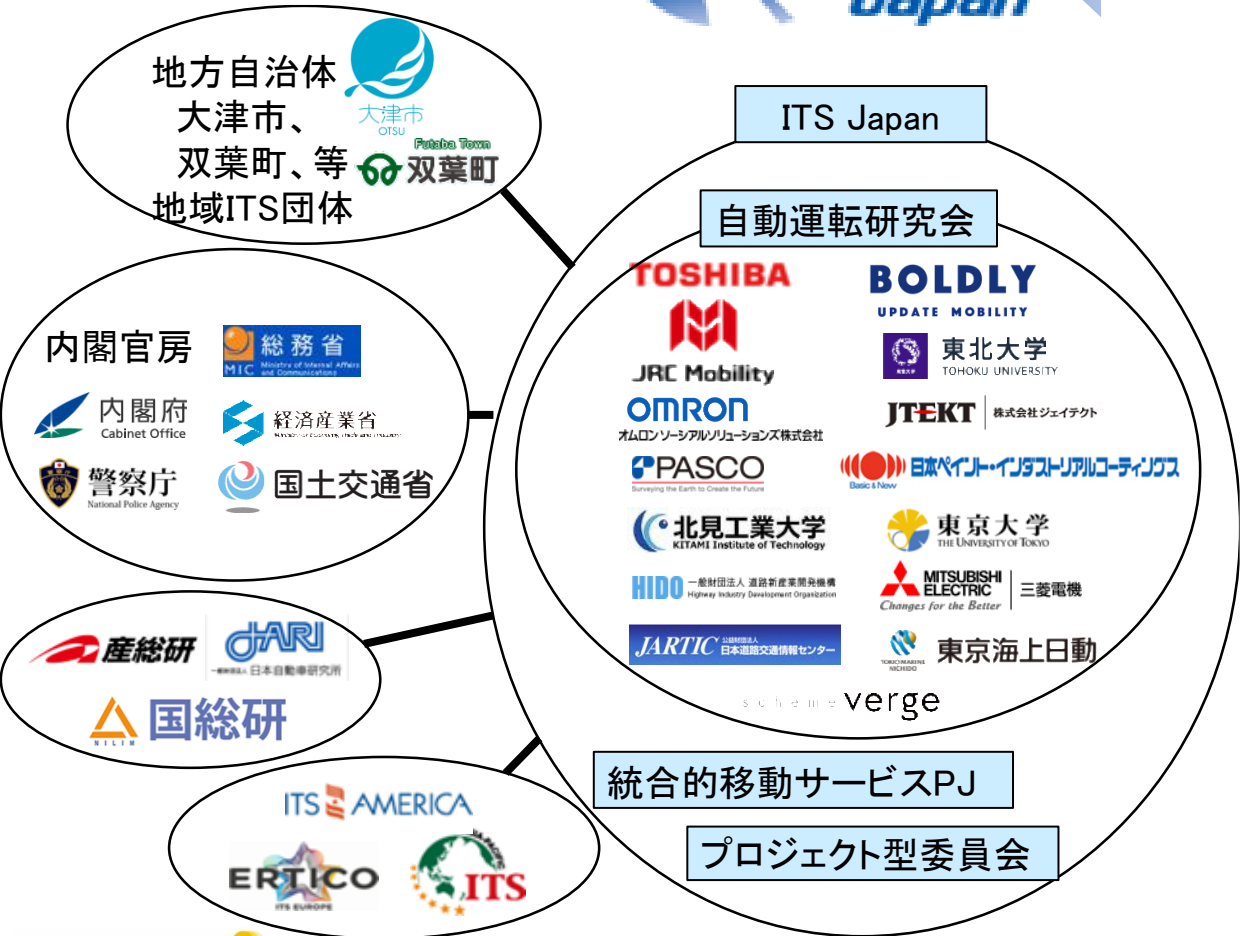 Japan
地方自治体
大津市、
双葉町、等
地域ITS団体
大津市
OTSU
Futaba Town
双葉町
ITS Japan
自動運転研究会
TOSHIBA
BOLDLY
UPDATE MOBILITY
JRC Mobility
東北大学
TOHOKU UNIVERSITY
OMRON
オムロン ソーシアルソリューションズ株式会社
JTEKT
株式会社ジェイテクト
PASCO
Surveying the Earth to Create the Future
日本ペイント・インダストリアルコーティングス
Basic & New
北見工業大学
KITAMI Institute of Technology
東京大学
THE UNIVERSITY OF TOKYO
HIDO
一般財団法人 道路新産業開発機構
Highway Industry Development Organization
MITSUBISHI
ELECTRIC
三菱電機
Changes for the Better
JARTIC
公益財団法人
日本道路交通情報センター
TOKIO MARINE
NICHIDO
東京海上日動
scheme verge
統合的移動サービスPJ
プロジェクト型委員会
内閣官房
総務省
MIC
Ministry of Internal Affairs
and Communications
内閣府
Cabinet Office
経済産業省
警察庁
National Police Agency
国土交通省
産総研
JARI
一般財団法人 日本自動車研究所
国総研
NILIM
ITS AMERICA
ERTICO
ITS EUROPE
ITS